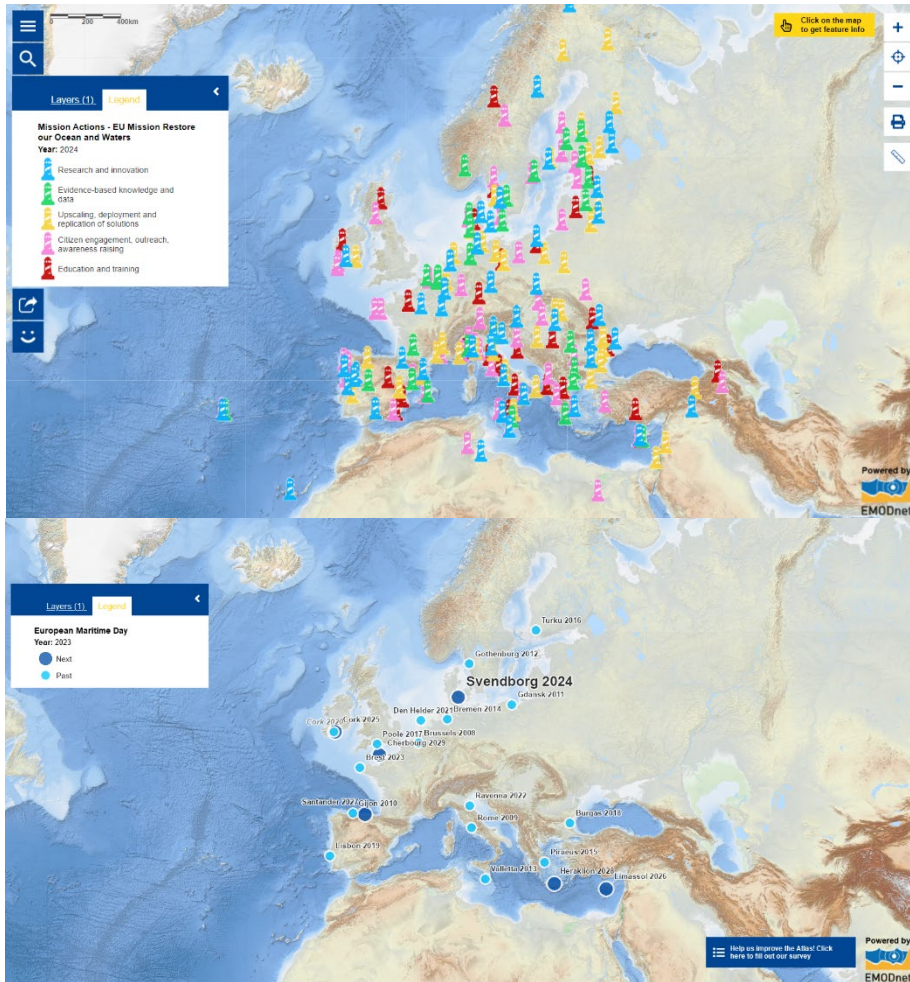 0 200 400km
Click on the map
to get feature info
Layers (1) Legend
Mission Actions - EU Mission Restore
our Ocean and Waters
Year: 2024
Research and innovation
Evidence-based knowledge and
data
Upscaling, deployment and
replication of solutions
Citizen engagement, outreach,
awareness raising
Education and training
Powered by
EMODnet
Layers (1) Legend
European Maritime Day
Year: 2023
Next
Past
Turku 2016
Gothenburg 2012
Svendborg 2024
Gdansk 2011
Den Helder 2021
Bremen 2014
Cork 2020
Cork 2025
Poole 2017
Brussels 2008
Cherbourg 2029
Brest 2023
Ravenna 2022
Santander 2027
Gijon 2010
Rome 2009
Burgas 2018
Lisbon 2019
Piraeus 2015
Valletta 2013
Heraklion 2028
Limassol 2026
Help us improve the Atlas! Click
here to fill out our survey
Powered by
EMODnet